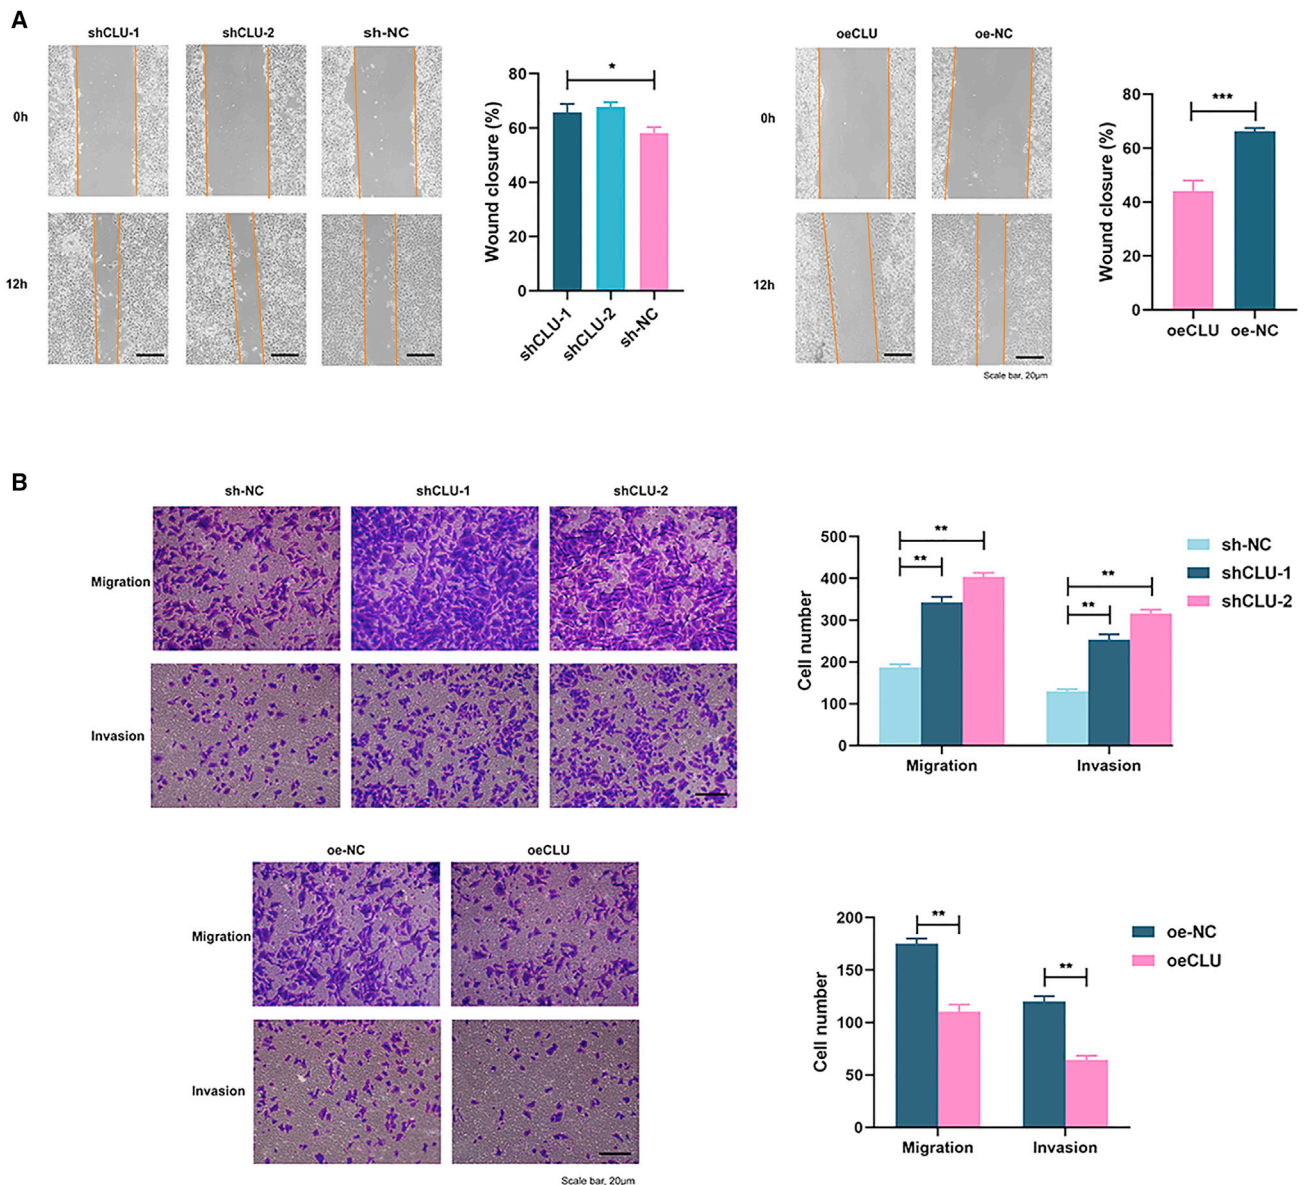 A
shCLU-1 shCLU-2 sh-NC
0h
12h
Wound closure (%)
80
60
40
20
0
*
shCLU-1 shCLU-2 sh-NC
oeCLU oe-NC
0h
12h
Scale bar, 20μm
Wound closure (%)
80
60
40
20
0
***
oeCLU oe-NC
B
sh-NC shCLU-1 shCLU-2
Migration
Invasion
Cell number
500
400
300
200
100
0
**
**
**
**
Migration Invasion
sh-NC
shCLU-1
shCLU-2
oe-NC oeCLU
Migration
Invasion
Scale bar, 20μm
Cell number
200
150
100
50
0
**
**
Migration Invasion
oe-NC
oeCLU